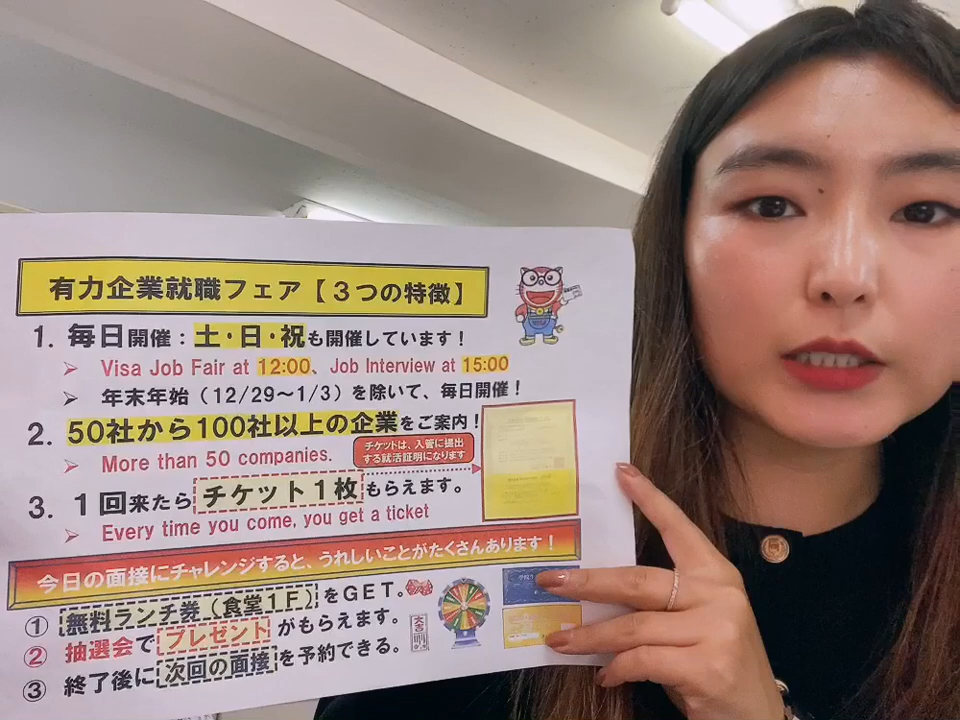 有力企業就職フェア【３つの特徴】
1. 毎日開催：土・日・祝も開催しています！
➢ Visa Job Fair at 12:00、Job Interview at 15:00
➢ 年末年始（12/29～1/3）を除いて、毎日開催！
2. 50社から100社以上の企業をご案内！
➢ More than 50 companies.
チケットは、入管に提出
する就活証明になります
3. １回来たらチケット１枚もらえます。
➢ Every time you come, you get a ticket
今日の面接にチャレンジすると、うれしいことがたくさんあります！
① 無料ランチ券（食堂１F）をGET。
② 抽選会でプレゼントがもらえます。
大吉
③ 終了後に次回の面接を予約できる。